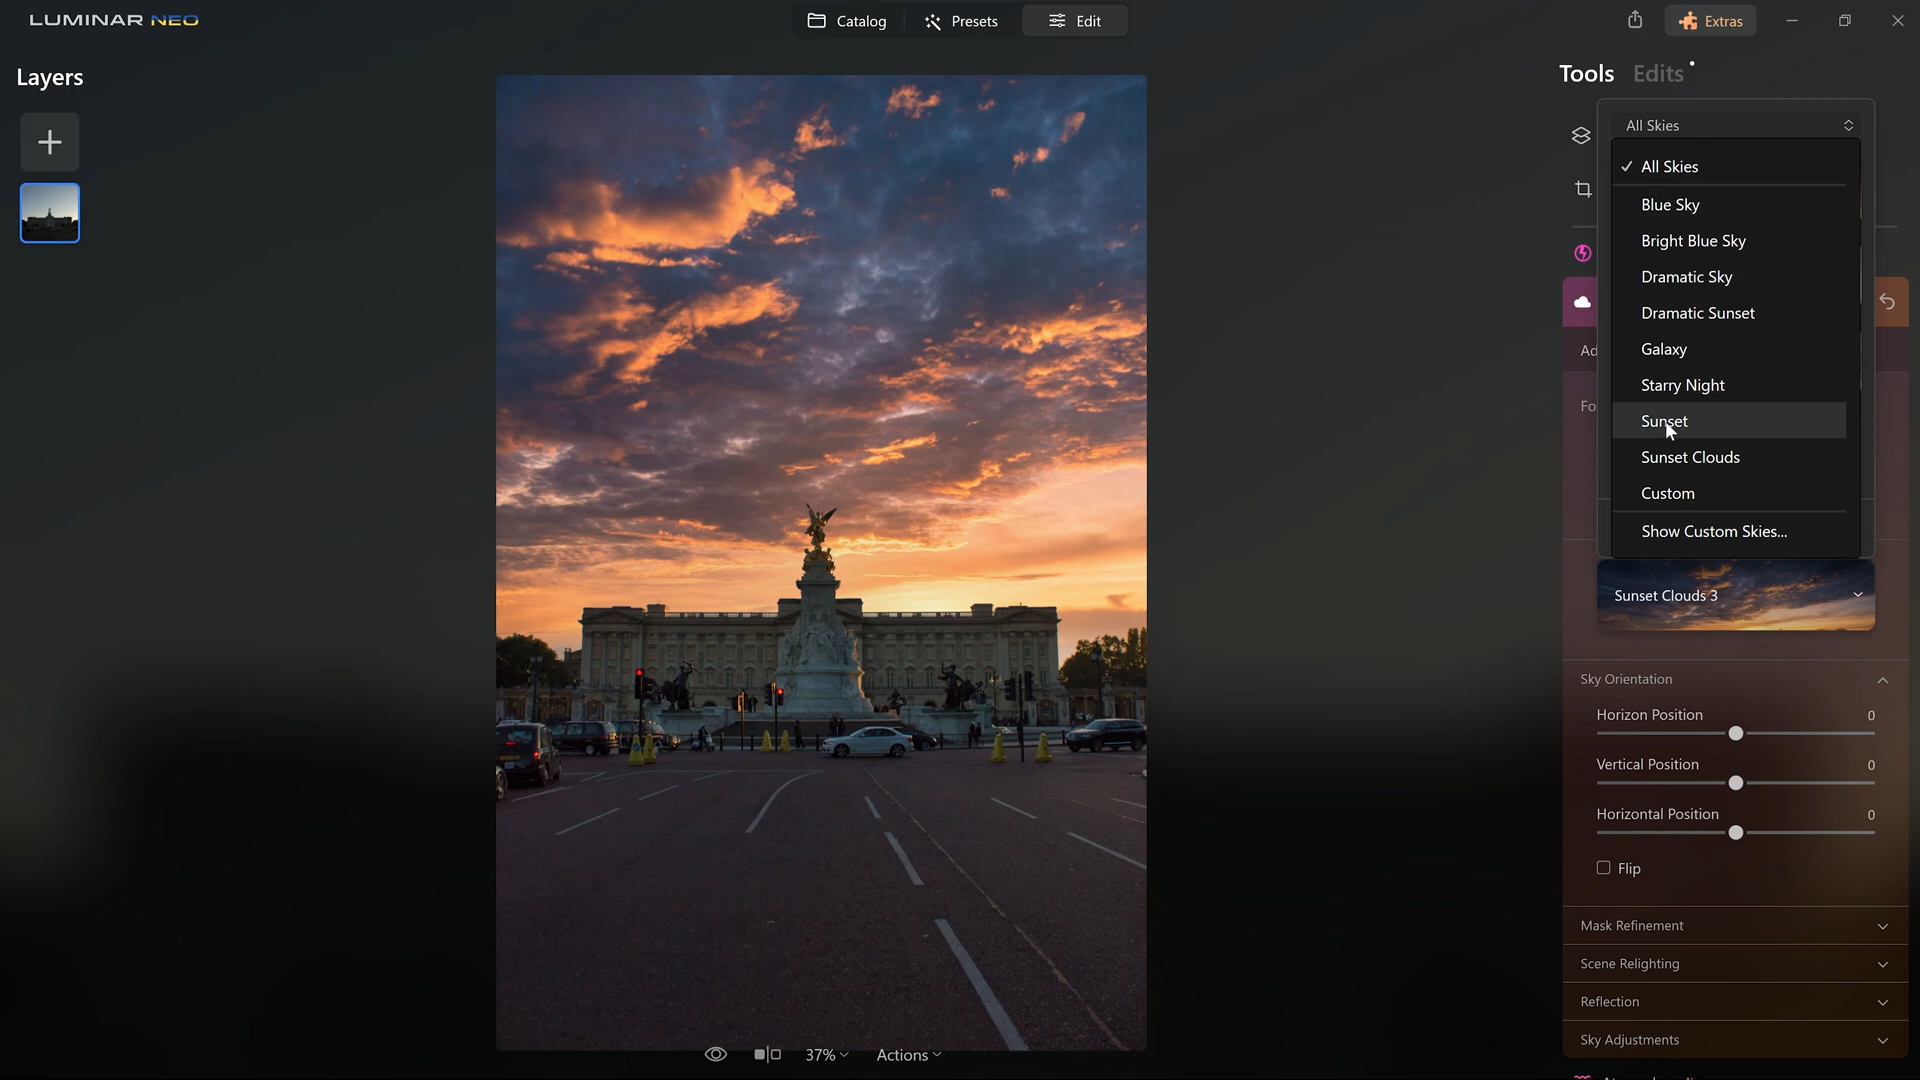 LUMINAR NEO
Catalog
Presets
Edit
Extras
Layers
Tools Edits
All Skies
All Skies
Blue Sky
Bright Blue Sky
Dramatic Sky
Dramatic Sunset
Galaxy
Starry Night
Sunset
Sunset Clouds
Custom
Show Custom Skies...
Sunset Clouds 3
Sky Orientation
Horizon Position 0
Vertical Position 0
Horizontal Position 0
Flip
Mask Refinement
Scene Relighting
Reflection
Sky Adjustments
37%
Actions